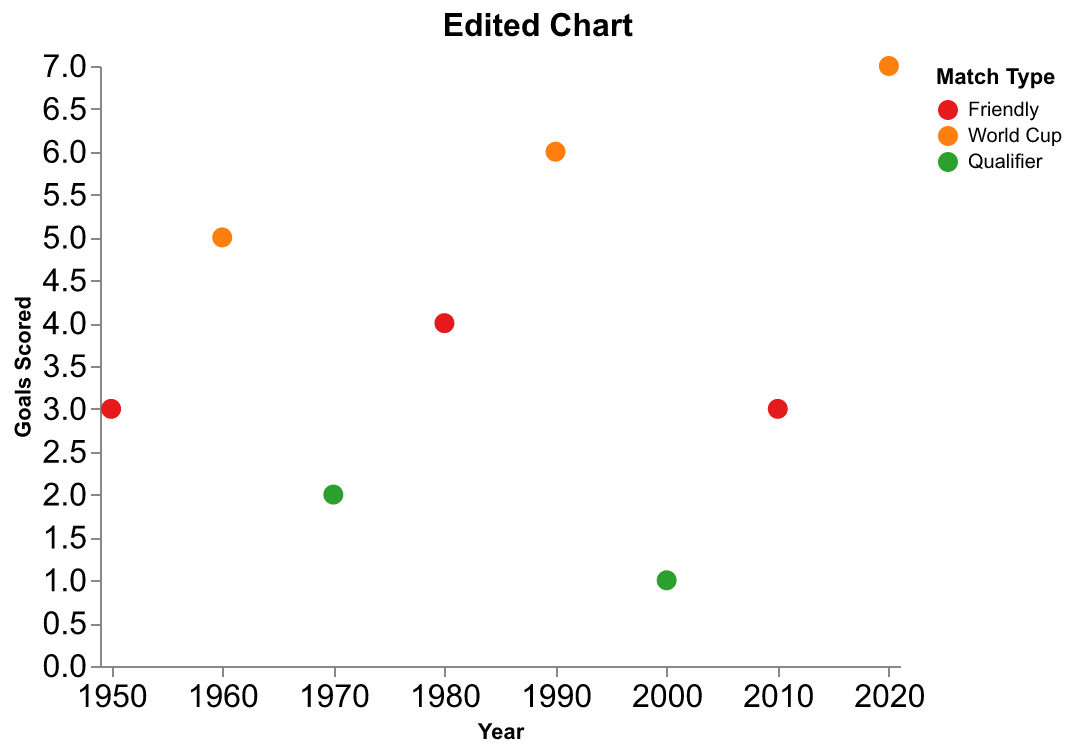 Edited Chart
7.0
6.5
6.0
5.5
5.0
4.5
4.0
3.5
3.0
2.5
2.0
1.5
1.0
0.5
0.0
Goals Scored
1950 1960 1970 1980 1990 2000 2010 2020
Year
Match Type
Friendly
World Cup
Qualifier